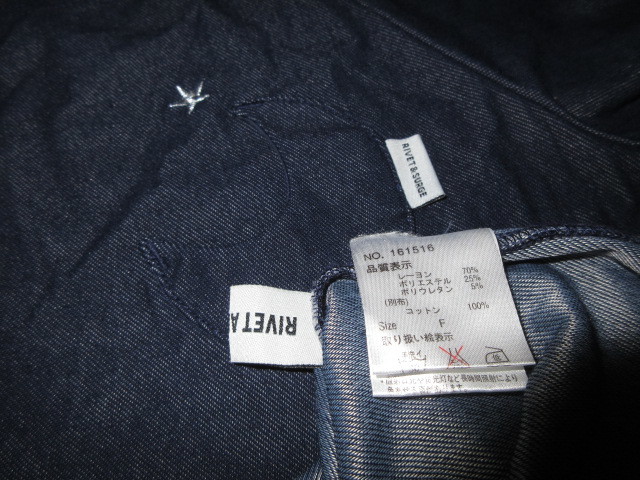 RIVET & SURGE
NO. 161516
品質表示
レーヨン 70%
ポリエステル 25%
ポリウレタン 5%
(別布)
コットン 100%
Size F
取り扱い絵表示
RIVET A